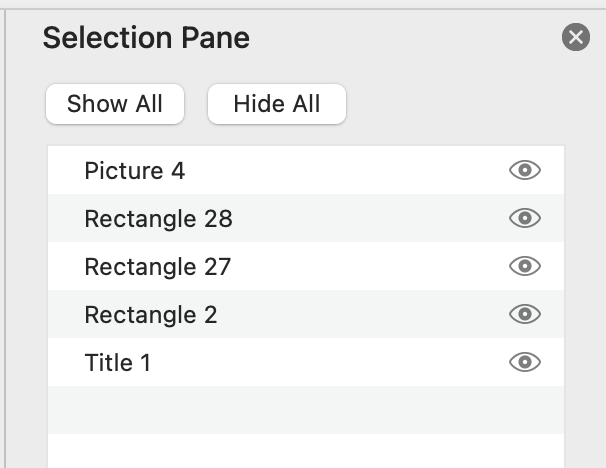 Selection Pane
Show All Hide All
Picture 4
Rectangle 28
Rectangle 27
Rectangle 2
Title 1